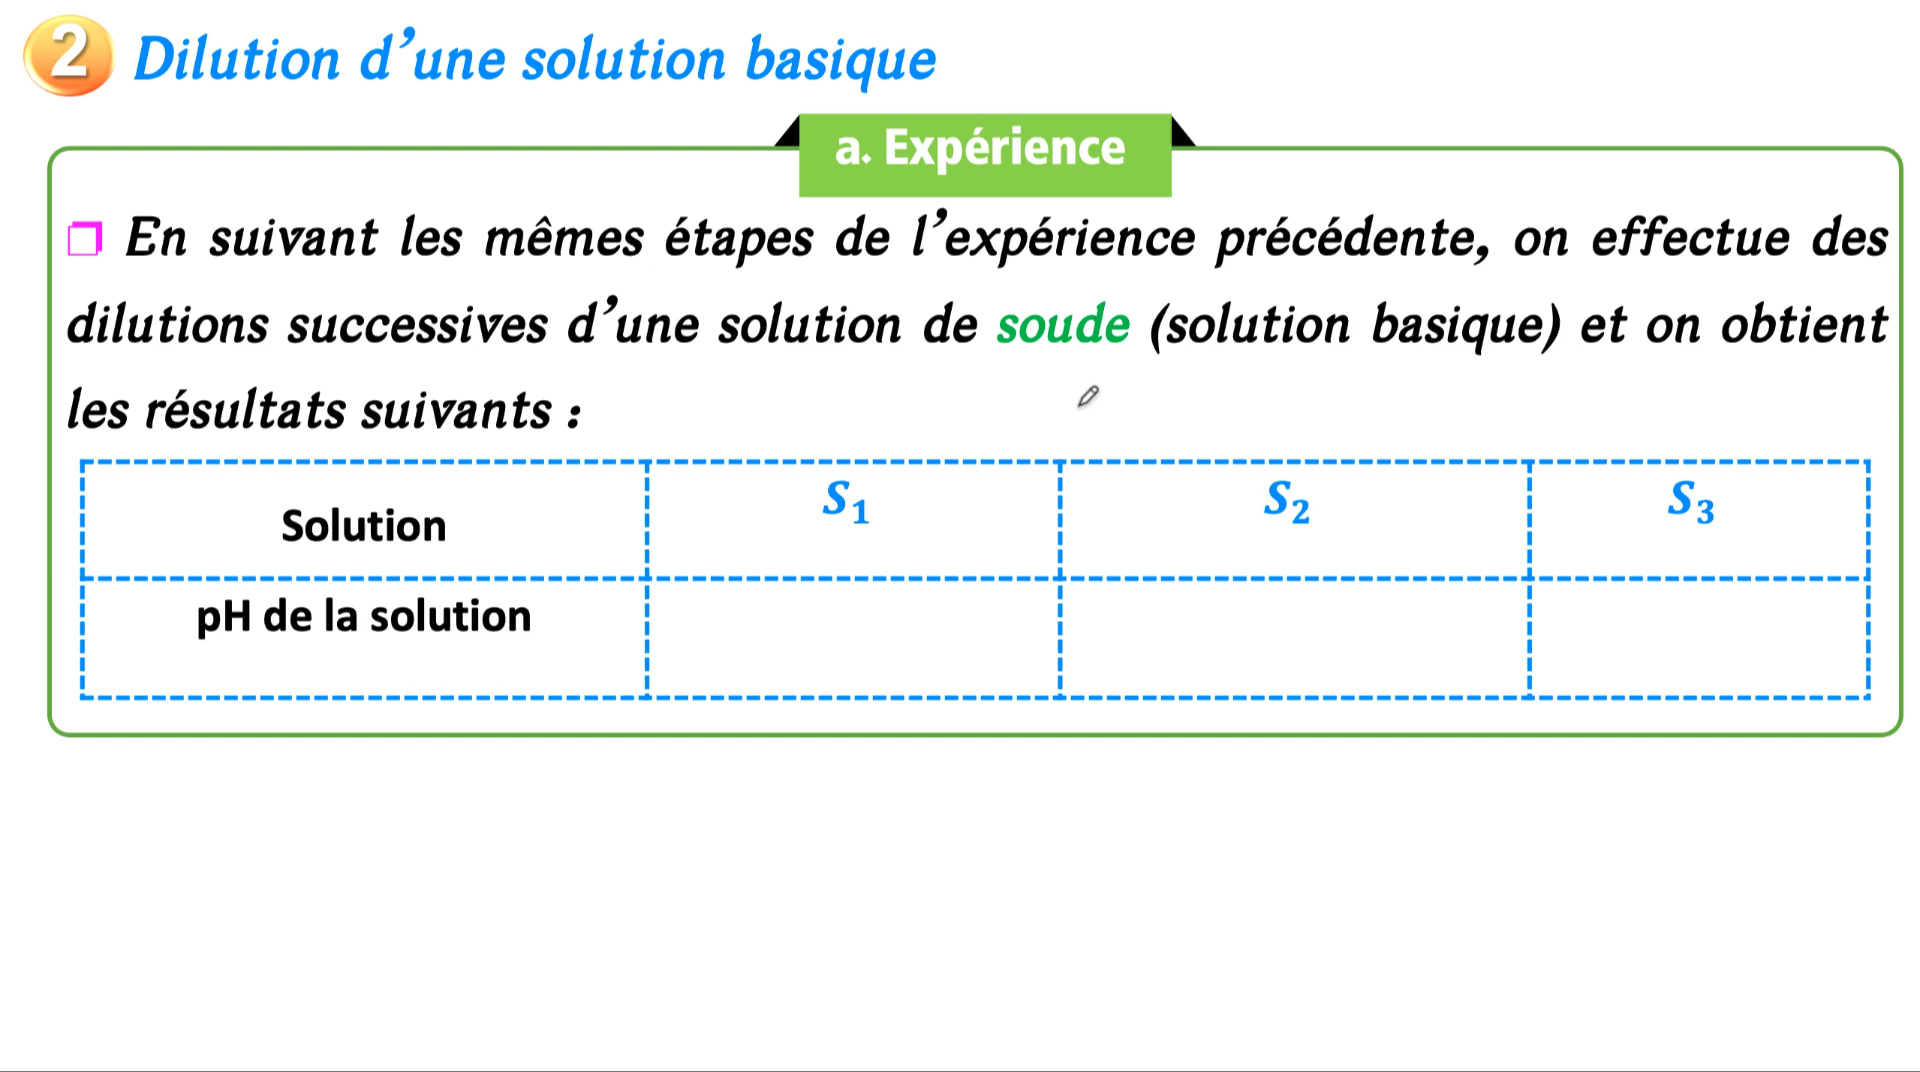 2 Dilution d’une solution basique
a. Expérience
❒ En suivant les mêmes étapes de l’expérience précédente, on effectue des
dilutions successives d’une solution de soude (solution basique) et on obtient
les résultats suivants :
Solution S₁ S₂ S₃
pH de la solution